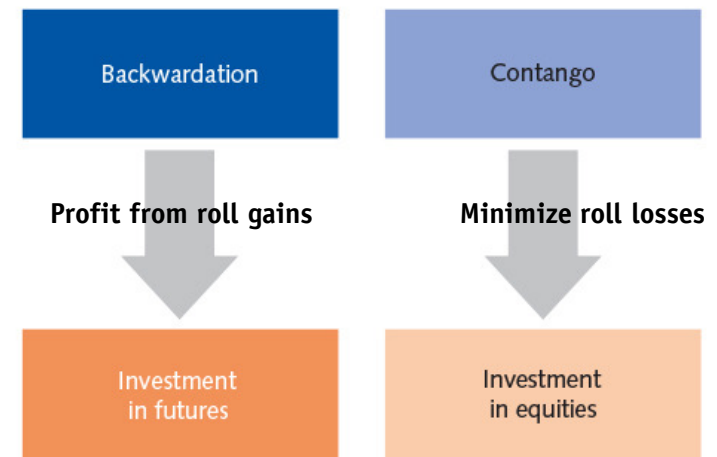 Backwardation
Contango
Profit from roll gains
Minimize roll losses
Investment
in futures
Investment
in equities